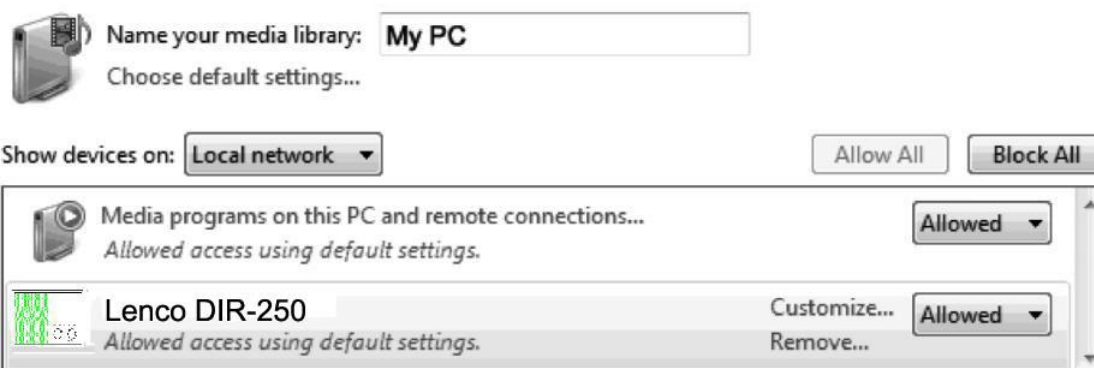 Name your media library: My PC
Choose default settings...
Show devices on: Local network Allow All Block All
Media programs on this PC and remote connections... Allowed
Allowed access using default settings.
Lenco DIR-250 Customize... Allowed
Allowed access using default settings. Remove...